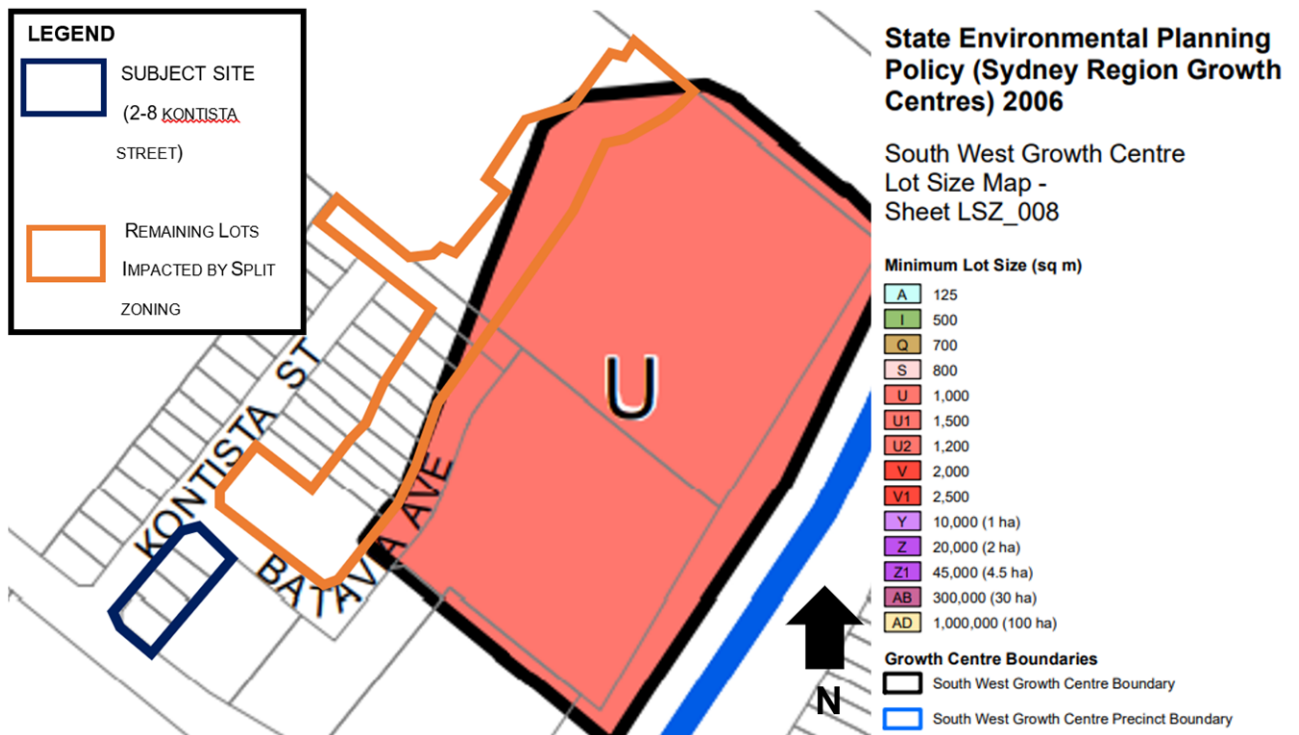 LEGEND
SUBJECT SITE
(2-8 KONTISTA
STREET)
REMAINING LOTS
IMPACTED BY SPLIT
ZONING
KONTISTA ST
BATAVIA AVE
U
N
State Environmental Planning
Policy (Sydney Region Growth
Centres) 2006
South West Growth Centre
Lot Size Map -
Sheet LSZ_008
Minimum Lot Size (sq m)
A 125
I 500
Q 700
S 800
U 1,000
U1 1,500
U2 1,200
V 2,000
V1 2,500
Y 10,000 (1 ha)
Z 20,000 (2 ha)
Z1 45,000 (4.5 ha)
AB 300,000 (30 ha)
AD 1,000,000 (100 ha)
Growth Centre Boundaries
South West Growth Centre Boundary
South West Growth Centre Precinct Boundary